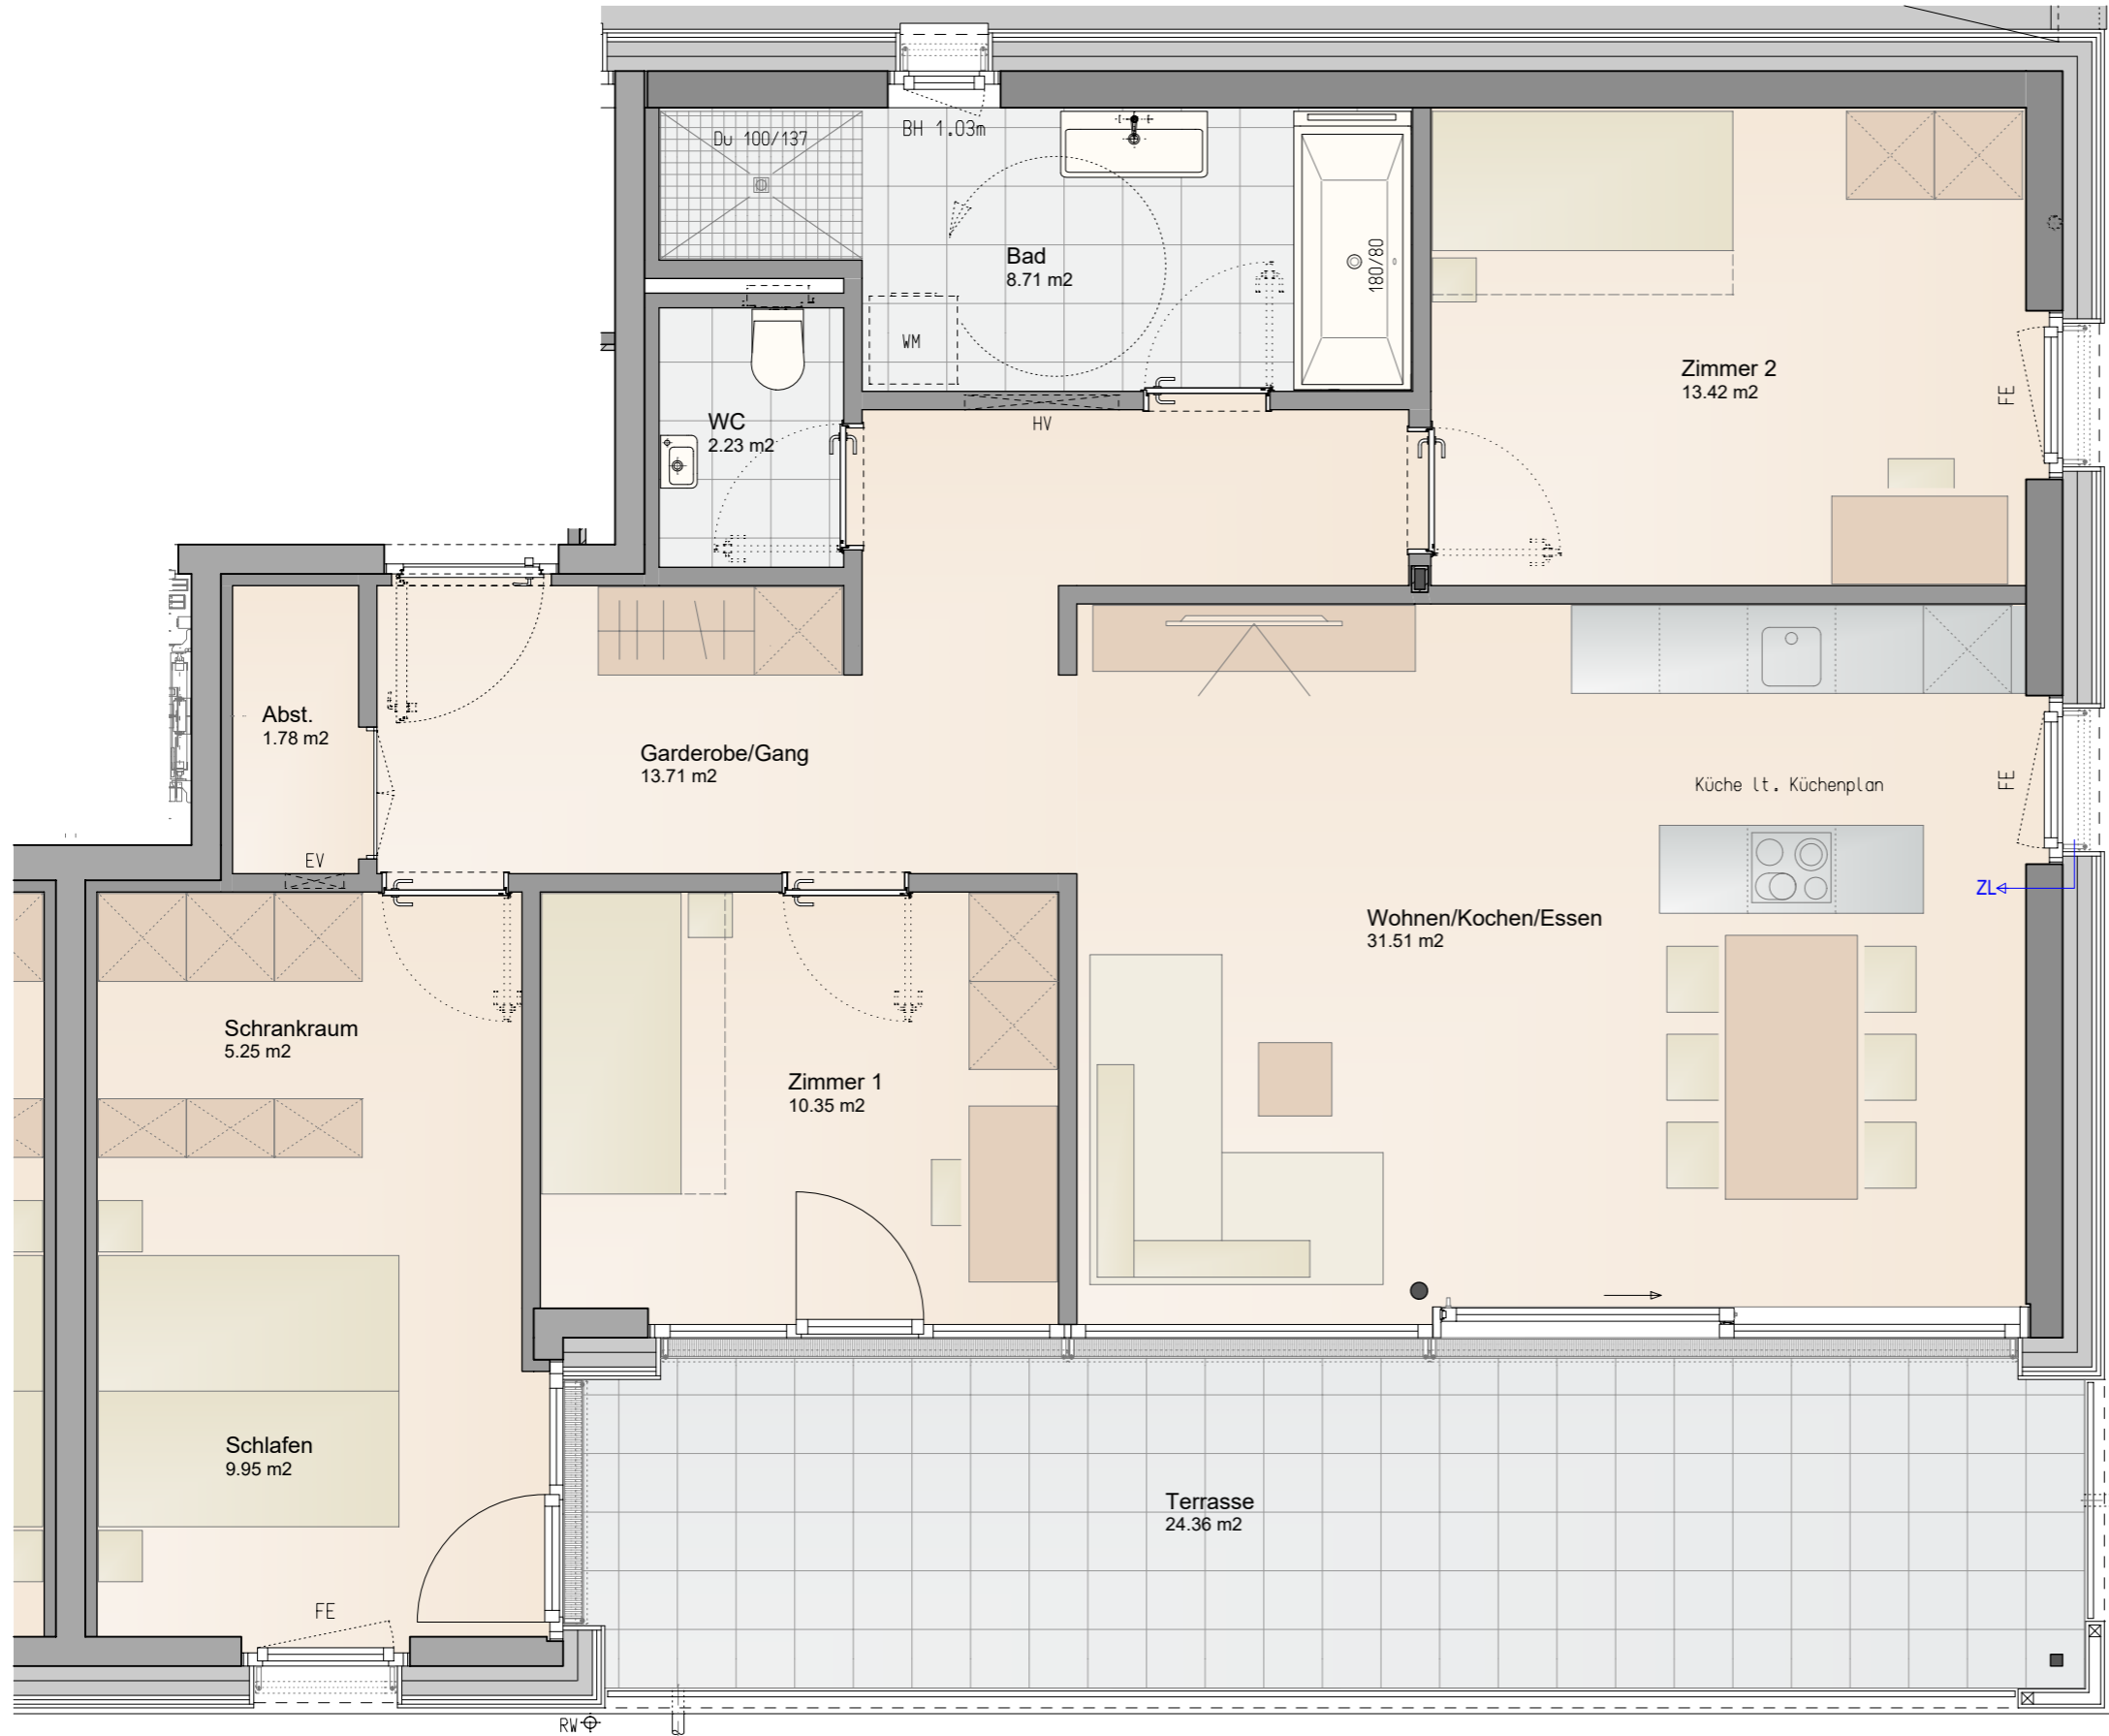 Du 100/137
BH 1.03m
Bad
8.71 m2
180/80
WM
Zimmer 2
13.42 m2
FE
WC
2.23 m2
HV
Abst.
1.78 m2
Garderobe/Gang
13.71 m2
Küche lt. Küchenplan
FE
EV
ZL
Wohnen/Kochen/Essen
31.51 m2
Schrankraum
5.25 m2
Zimmer 1
10.35 m2
Schlafen
9.95 m2
Terrasse
24.36 m2
FE
RW